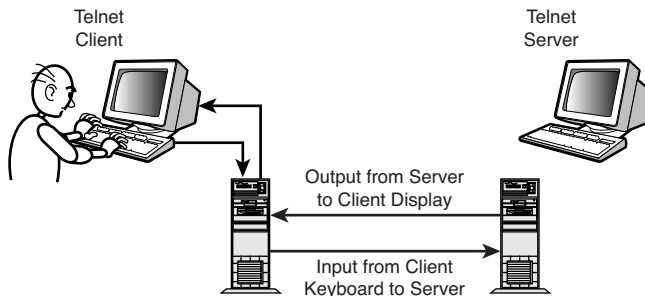 Telnet
Client
Telnet
Server
Output from Server
to Client Display
Input from Client
Keyboard to Server